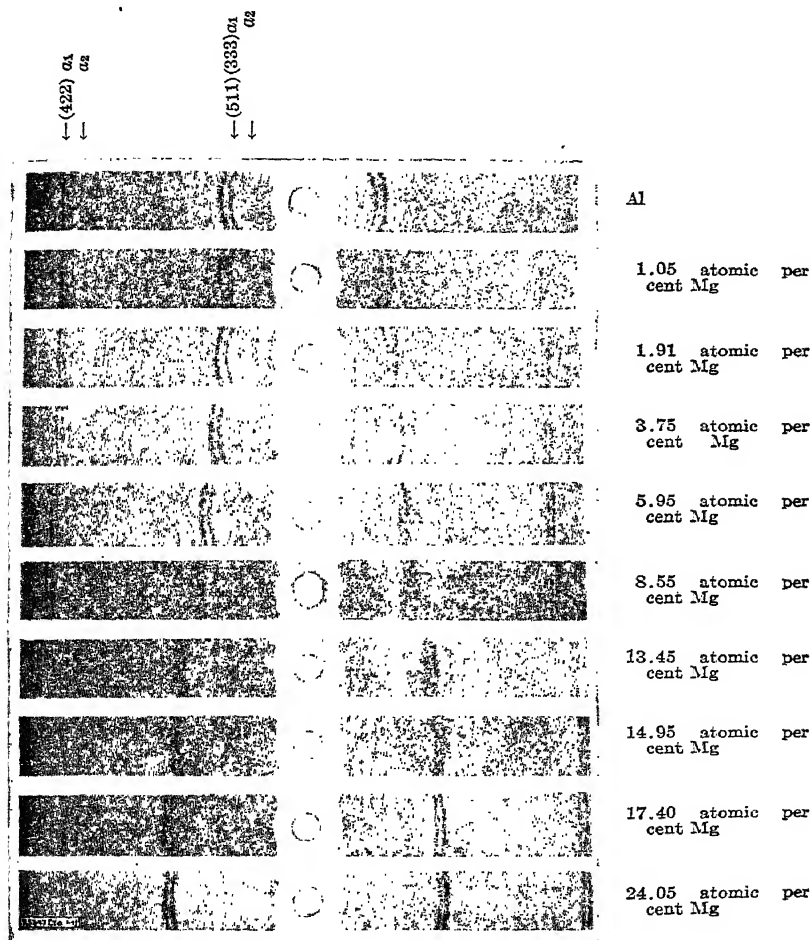 ←(422) α1
← α2
←(511)(333)α1
← α2
Al
1.05 atomic per
cent Mg
1.91 atomic per
cent Mg
3.75 atomic per
cent Mg
5.95 atomic per
cent Mg
8.55 atomic per
cent Mg
13.45 atomic per
cent Mg
14.95 atomic per
cent Mg
17.40 atomic per
cent Mg
24.05 atomic per
cent Mg